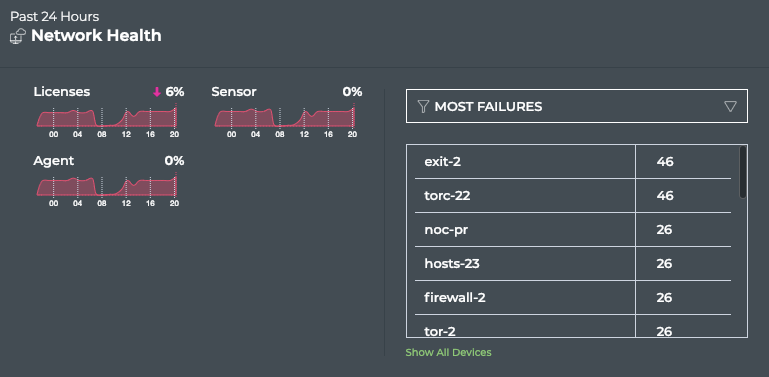 Past 24 Hours
Network Health
Licenses 6%
00 04 08 12 16 20
Sensor 0%
00 04 08 12 16 20
Agent 0%
00 04 08 12 16 20
MOST FAILURES
exit-2 46
torc-22 46
noc-pr 26
hosts-23 26
firewall-2 26
tor-2 26
Show All Devices